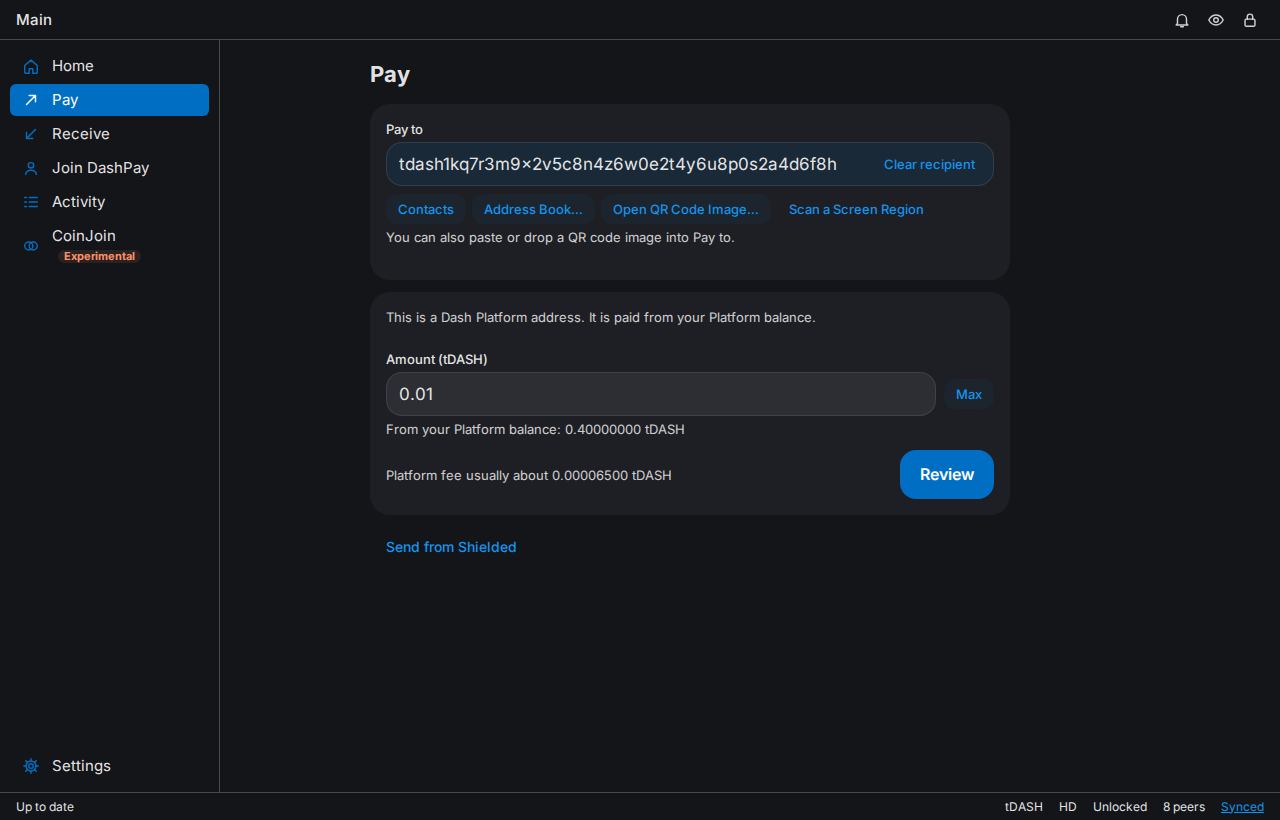 Main
Home
Pay
Receive
Join DashPay
Activity
CoinJoin
Experimental
Settings
Pay
Pay to
tdash1kq7r3m9x2v5c8n4z6w0e2t4y6u8p0s2a4d6f8h
Clear recipient
Contacts
Address Book...
Open QR Code Image...
Scan a Screen Region
You can also paste or drop a QR code image into Pay to.
This is a Dash Platform address. It is paid from your Platform balance.
Amount (tDASH)
0.01
Max
From your Platform balance: 0.40000000 tDASH
Platform fee usually about 0.00006500 tDASH
Review
Send from Shielded
Up to date
tDASH
HD
Unlocked
8 peers
Synced